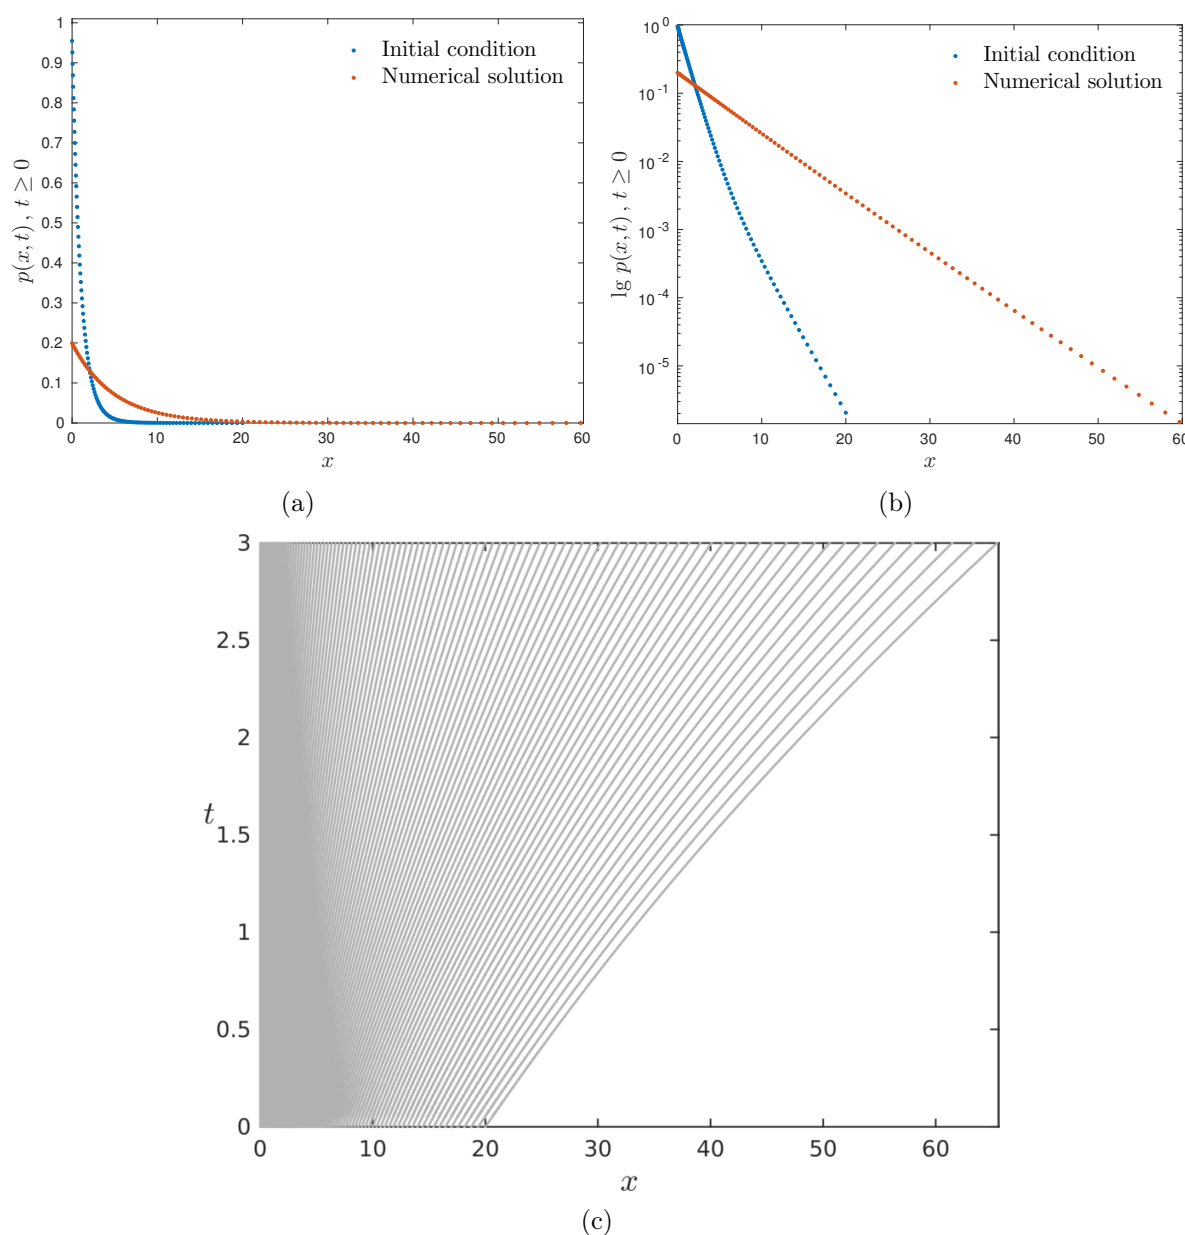 1
0.9
0.8
0.7
0.6
0.5
0.4
0.3
0.2
0.1
0
p(x, t), t ≥ 0
Initial condition
Numerical solution
0 10 20 30 40 50 60
x
(a)
10^0
10^-1
10^-2
10^-3
10^-4
10^-5
lg p(x, t), t ≥ 0
Initial condition
Numerical solution
0 10 20 30 40 50 60
x
(b)
3
2.5
2
t
1.5
1
0.5
0
0 10 20 30 40 50 60
x
(c)